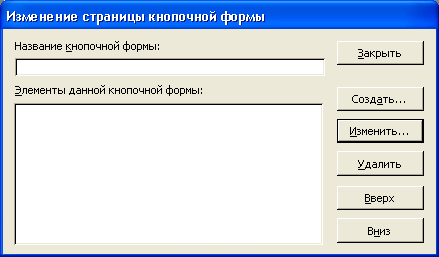 Изменение страницы кнопочной формы
Название кнопочной формы:
Закрыть
Элементы данной кнопочной формы:
Создать...
Изменить...
Удалить
Вверх
Вниз